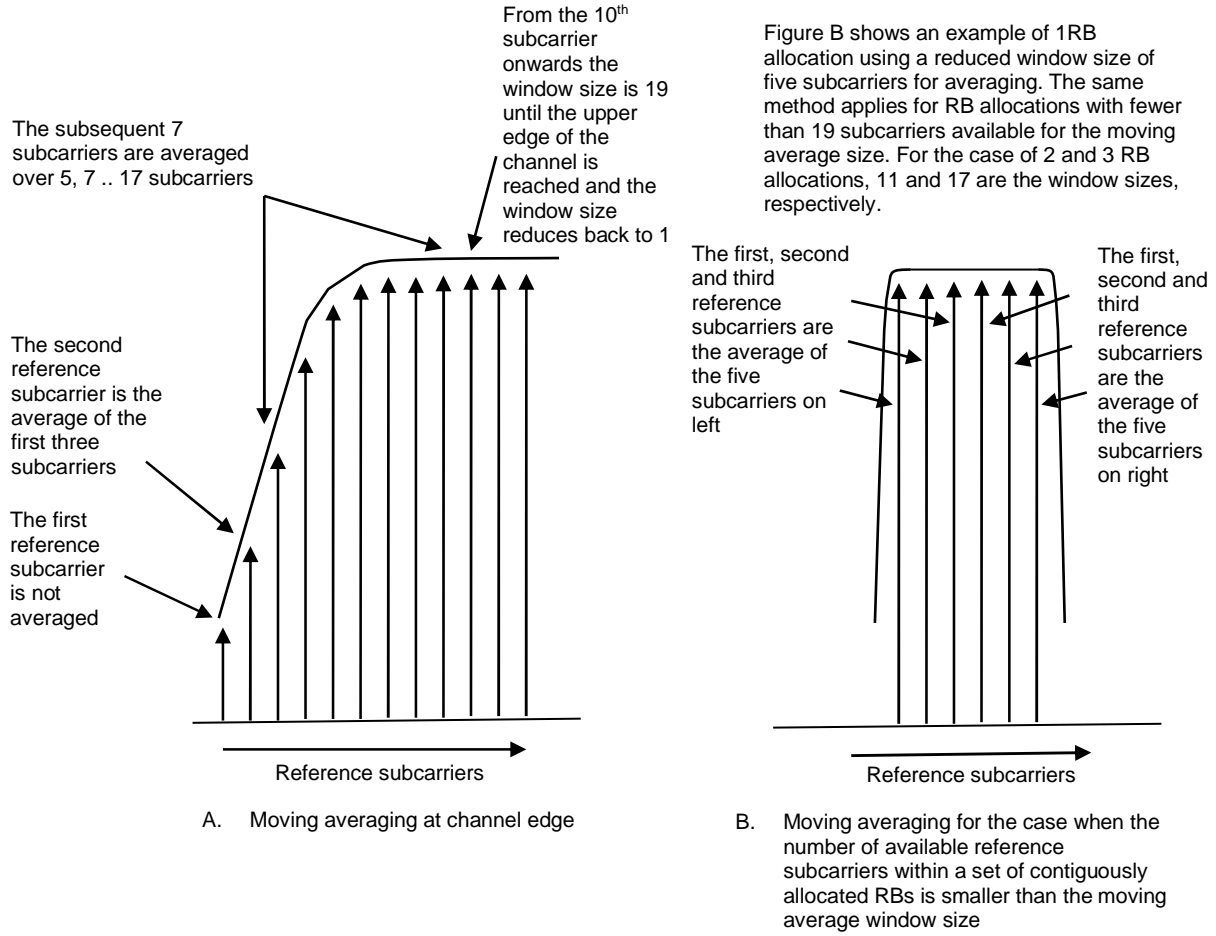 From the 10th
subcarrier
onwards the
window size is 19
until the upper
edge of the
channel is
reached and the
window size
reduces back to 1
The subsequent 7
subcarriers are averaged
over 5, 7 .. 17 subcarriers
The second
reference
subcarrier is the
average of the
first three
subcarriers
The first
reference
subcarrier
is not
averaged
Reference subcarriers
A. Moving averaging at channel edge
Figure B shows an example of 1RB
allocation using a reduced window size of
five subcarriers for averaging. The same
method applies for RB allocations with fewer
than 19 subcarriers available for the moving
average size. For the case of 2 and 3 RB
allocations, 11 and 17 are the window sizes,
respectively.
The first, second
and third
reference
subcarriers are
the average of
the five
subcarriers on
left
The first,
second and
third
reference
subcarriers
are the
average of
the five
subcarriers
on right
Reference subcarriers
B. Moving averaging for the case when the
number of available reference
subcarriers within a set of contiguously
allocated RBs is smaller than the moving
average window size